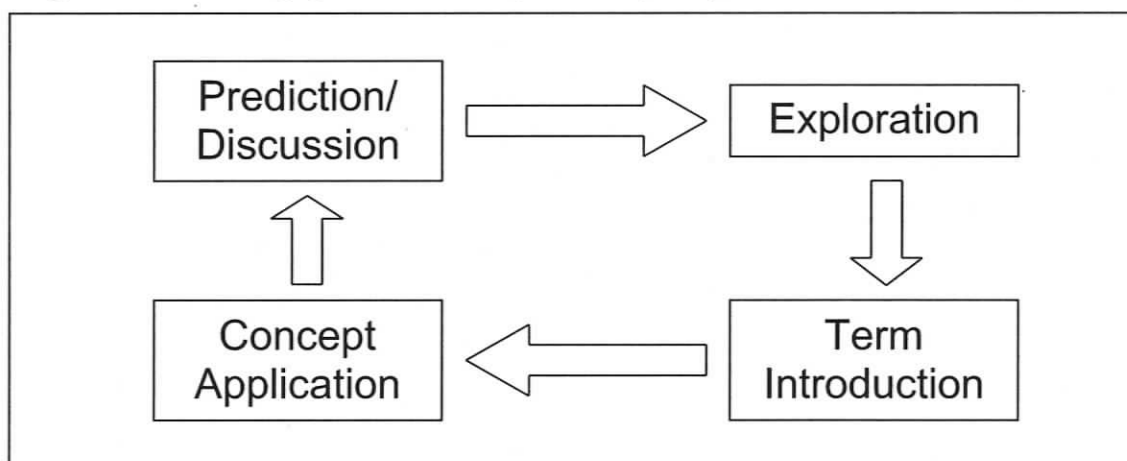 Prediction/
Discussion
Exploration
Concept
Application
Term
Introduction